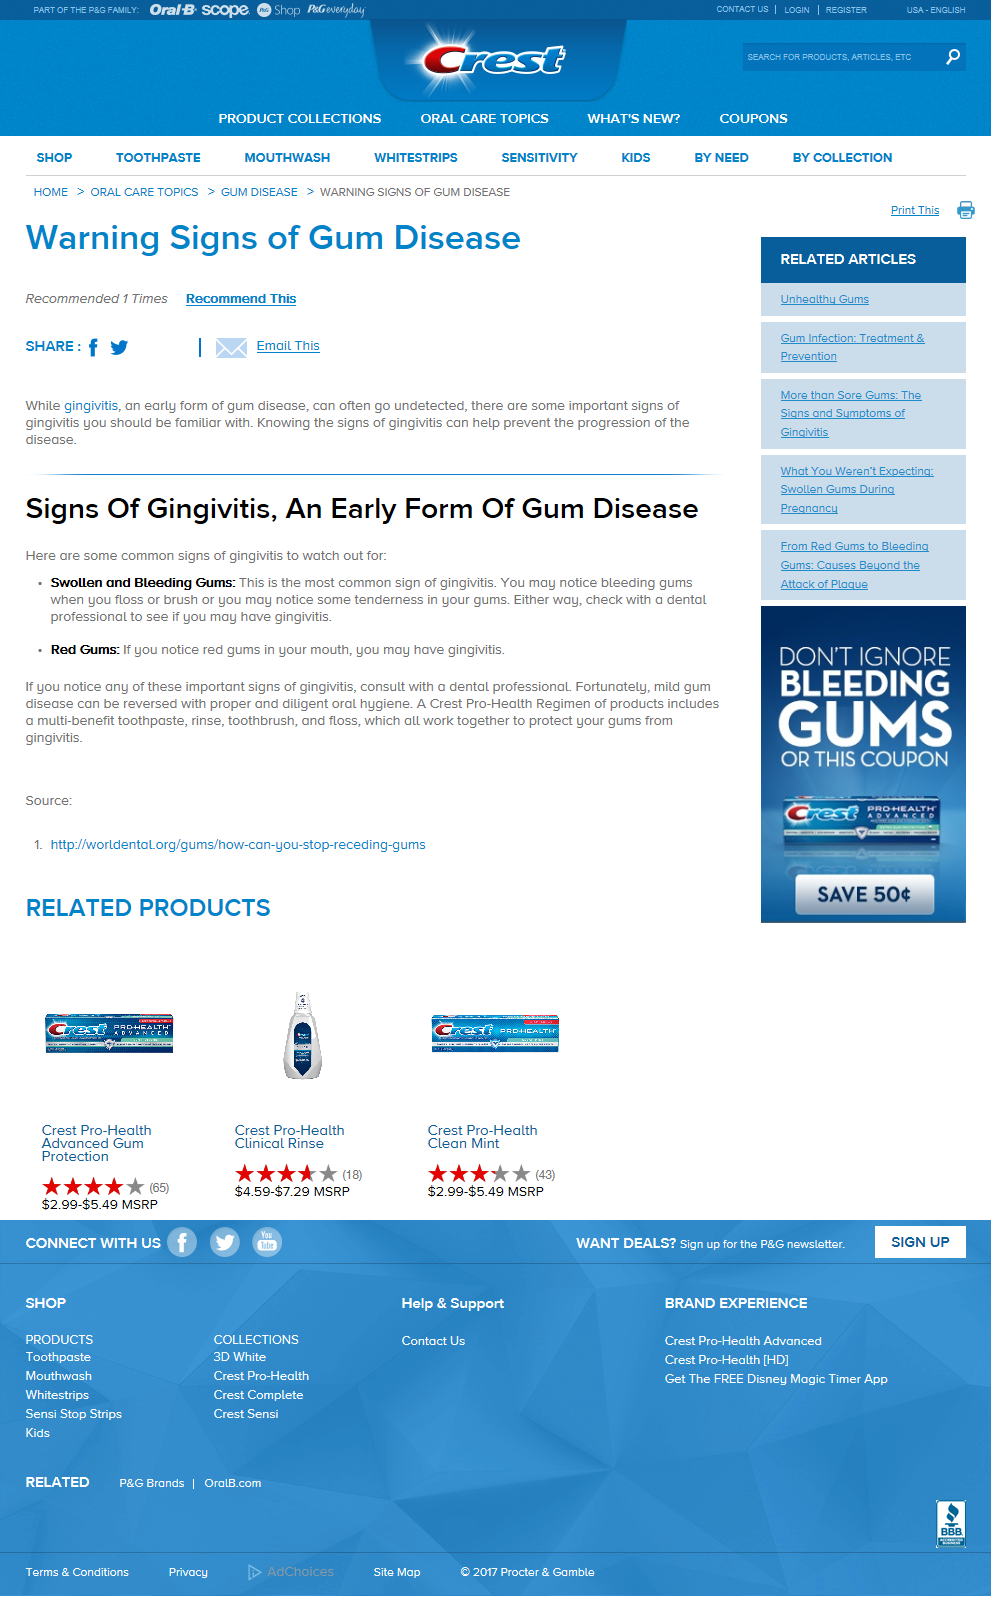 PART OF THE P&G FAMILY: Oral-B scope P&G Shop P&Geveryday
CONTACT US | LOGIN | REGISTER USA - ENGLISH
Crest
SEARCH FOR PRODUCTS, ARTICLES, ETC
PRODUCT COLLECTIONS ORAL CARE TOPICS WHAT'S NEW? COUPONS
SHOP TOOTHPASTE MOUTHWASH WHITESTRIPS SENSITIVITY KIDS BY NEED BY COLLECTION
HOME > ORAL CARE TOPICS > GUM DISEASE > WARNING SIGNS OF GUM DISEASE
Print This
Warning Signs of Gum Disease
Recommended 1 Times Recommend This
SHARE : | Email This
While gingivitis, an early form of gum disease, can often go undetected, there are some important signs of
gingivitis you should be familiar with. Knowing the signs of gingivitis can help prevent the progression of the
disease.
Signs Of Gingivitis, An Early Form Of Gum Disease
Here are some common signs of gingivitis to watch out for:
• Swollen and Bleeding Gums: This is the most common sign of gingivitis. You may notice bleeding gums
when you floss or brush or you may notice some tenderness in your gums. Either way, check with a dental
professional to see if you may have gingivitis.
• Red Gums: If you notice red gums in your mouth, you may have gingivitis.
If you notice any of these important signs of gingivitis, consult with a dental professional. Fortunately, mild gum
disease can be reversed with proper and diligent oral hygiene. A Crest Pro-Health Regimen of products includes
a multi-benefit toothpaste, rinse, toothbrush, and floss, which all work together to protect your gums from
gingivitis.
Source:
1. http://worldental.org/gums/how-can-you-stop-receding-gums
RELATED ARTICLES
Unhealthy Gums
Gum Infection: Treatment &
Prevention
More than Sore Gums: The
Signs and Symptoms of
Gingivitis
What You Weren't Expecting:
Swollen Gums During
Pregnancy
From Red Gums to Bleeding
Gums: Causes Beyond the
Attack of Plaque
DON'T IGNORE
BLEEDING
GUMS
OR THIS COUPON
Crest PRO-HEALTH
ADVANCED
SAVE 50¢
RELATED PRODUCTS
Crest PRO-HEALTH
ADVANCED
Crest PRO-HEALTH
Crest Pro-Health
Advanced Gum
Protection
(65)
$2.99-$5.49 MSRP
Crest Pro-Health
Clinical Rinse
(18)
$4.59-$7.29 MSRP
Crest Pro-Health
Clean Mint
(43)
$2.99-$5.49 MSRP
CONNECT WITH US You Tube
WANT DEALS? Sign up for the P&G newsletter. SIGN UP
SHOP
PRODUCTS
Toothpaste
Mouthwash
Whitestrips
Sensi Stop Strips
Kids
COLLECTIONS
3D White
Crest Pro-Health
Crest Complete
Crest Sensi
Help & Support
Contact Us
BRAND EXPERIENCE
Crest Pro-Health Advanced
Crest Pro-Health [HD]
Get The FREE Disney Magic Timer App
RELATED P&G Brands | OralB.com
BBB
Terms & Conditions Privacy AdChoices Site Map © 2017 Procter & Gamble